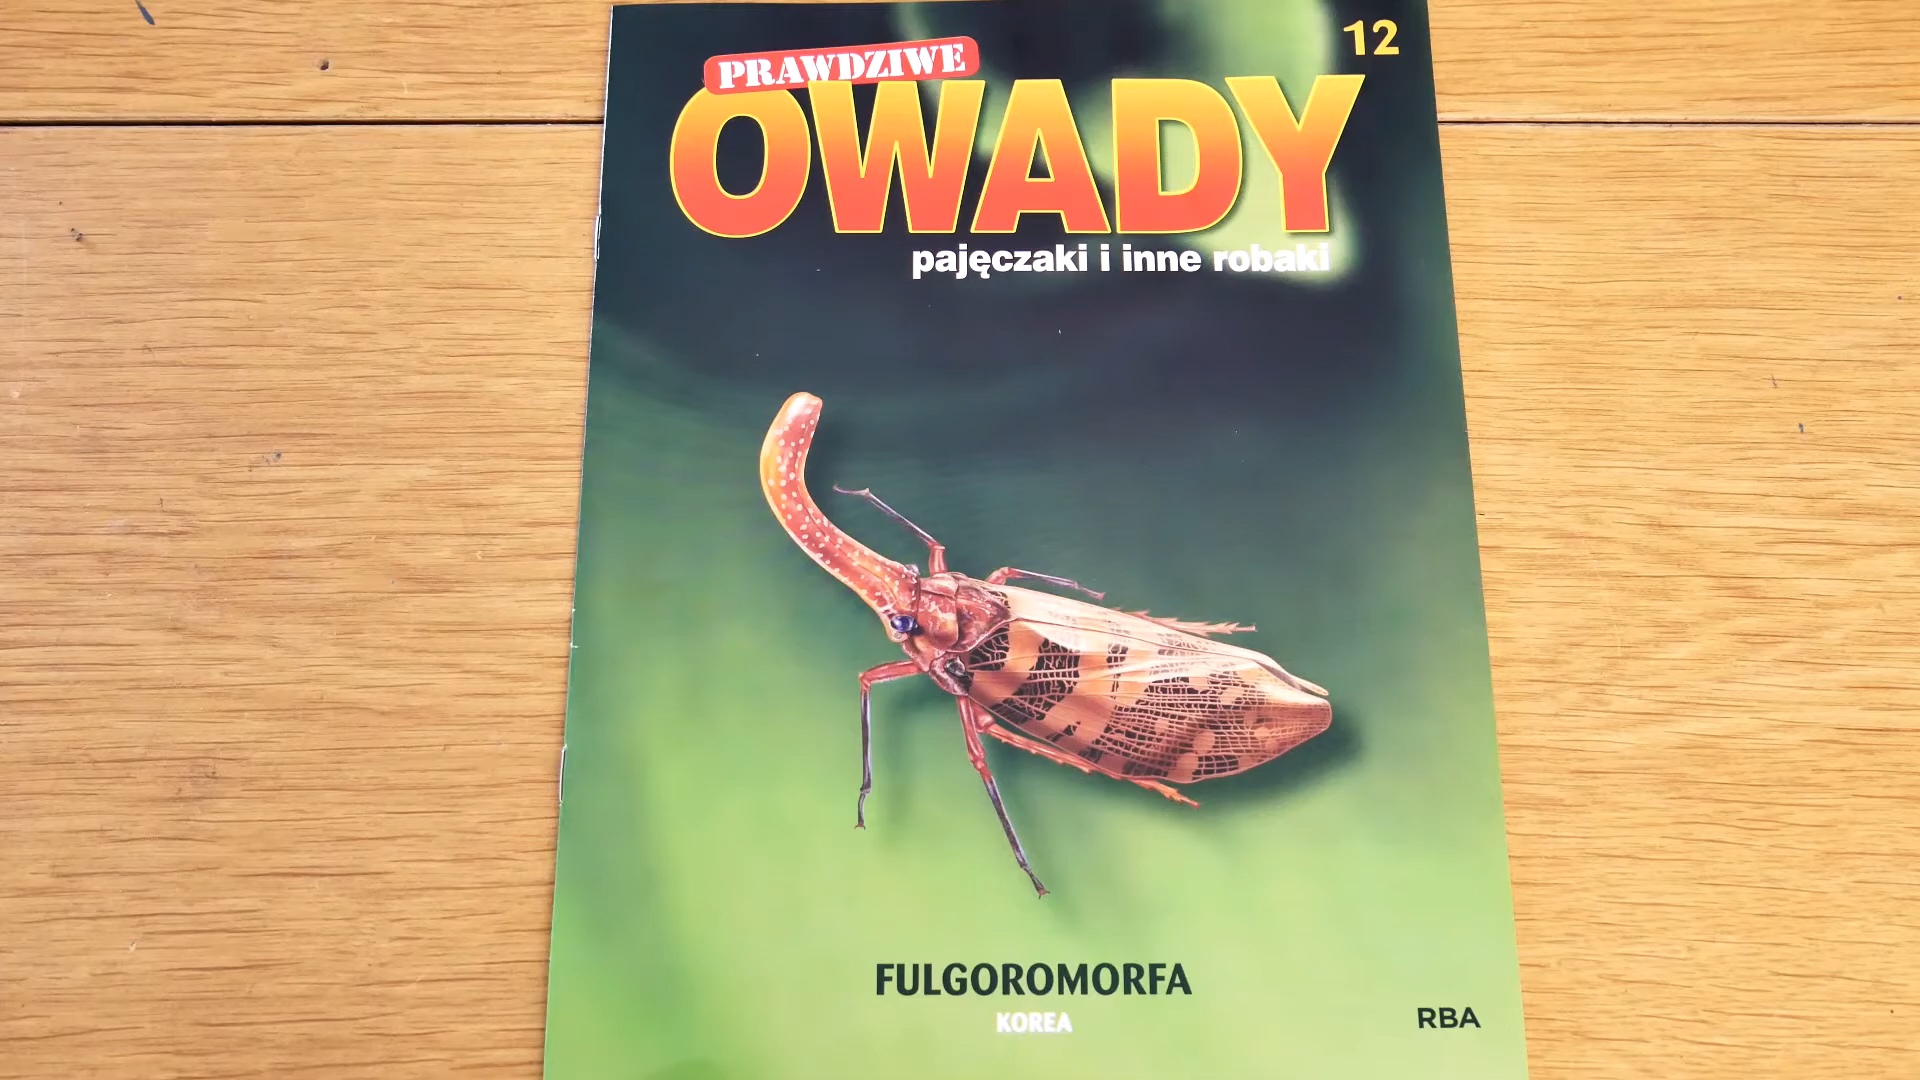 12
PRAWDZIWE
OWADY
pajęczaki i inne robaki
FULGOROMORFA
KOREA
RBA